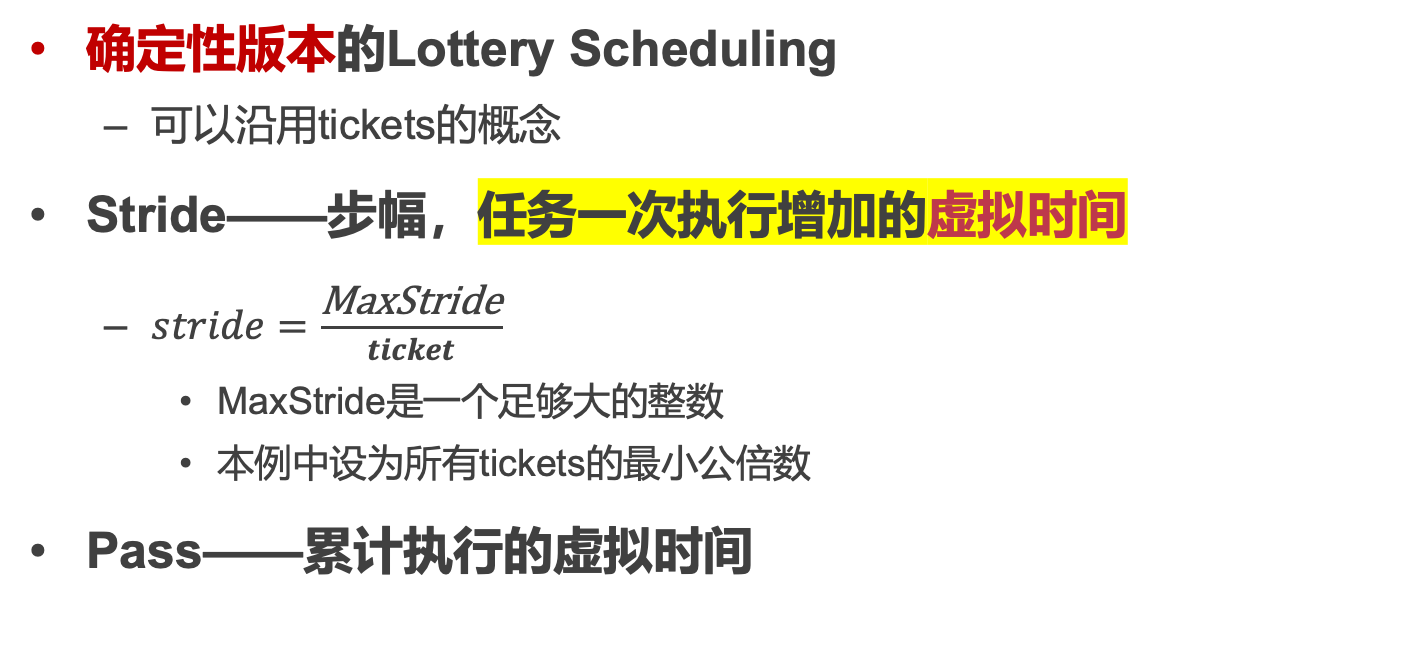 • 确定性版本的Lottery Scheduling
– 可以沿用tickets的概念
• Stride——步幅，任务一次执行增加的虚拟时间
– stride = MaxStride / ticket
• MaxStride是一个足够大的整数
• 本例中设为所有tickets的最小公倍数
• Pass——累计执行的虚拟时间